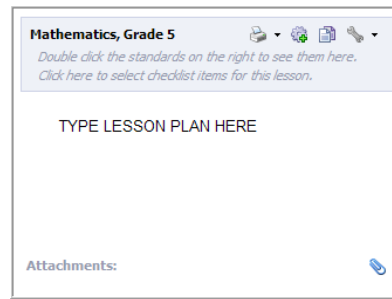 Mathematics, Grade 5
Double click the standards on the right to see them here.
Click here to select checklist items for this lesson.
TYPE LESSON PLAN HERE
Attachments: